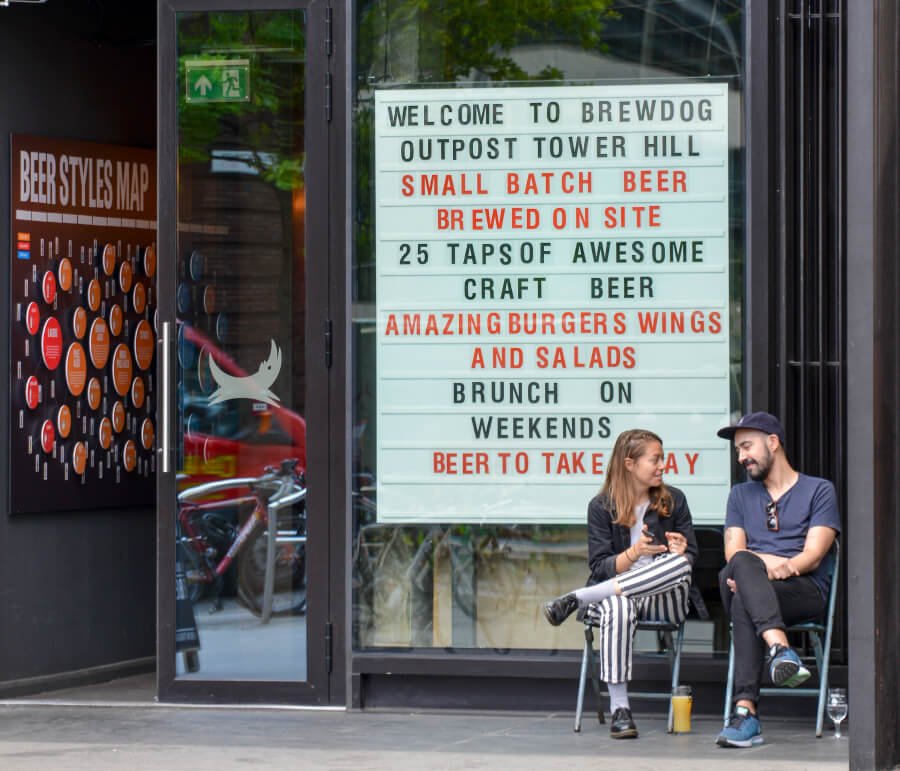 BEER STYLES MAP
WELCOME TO BREWDOG
OUTPOST TOWER HILL
SMALL BATCH BEER
BREWED ON SITE
25 TAPS OF AWESOME
CRAFT BEER
AMAZING BURGERS WINGS
AND SALADS
BRUNCH ON
WEEKENDS
BEER TO TAKE AY